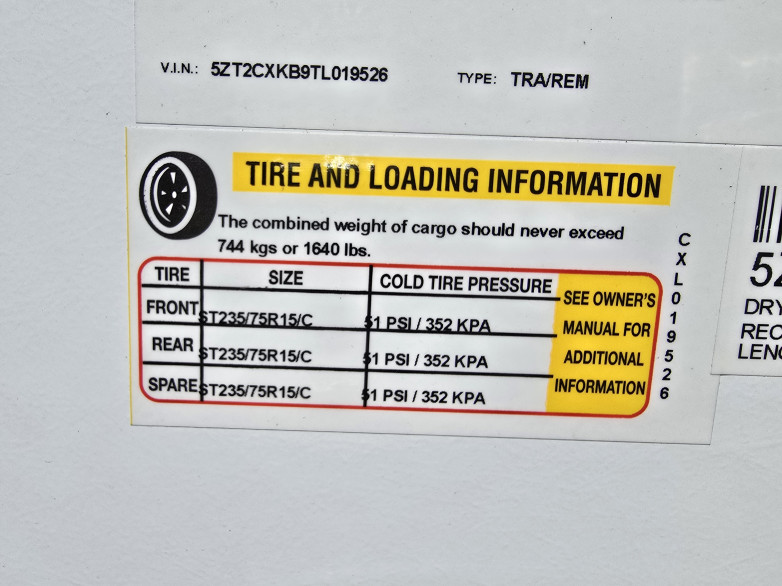 V.I.N.: 5ZT2CXKB9TL019526 TYPE: TRA/REM
TIRE AND LOADING INFORMATION
The combined weight of cargo should never exceed
744 kgs or 1640 lbs.
TIRE SIZE COLD TIRE PRESSURE SEE OWNER'S
FRONT ST235/75R15/C 51 PSI / 352 KPA MANUAL FOR
REAR ST235/75R15/C 51 PSI / 352 KPA ADDITIONAL
SPARE ST235/75R15/C 51 PSI / 352 KPA INFORMATION
CXL019526
5Z
DRY
REC
LENG